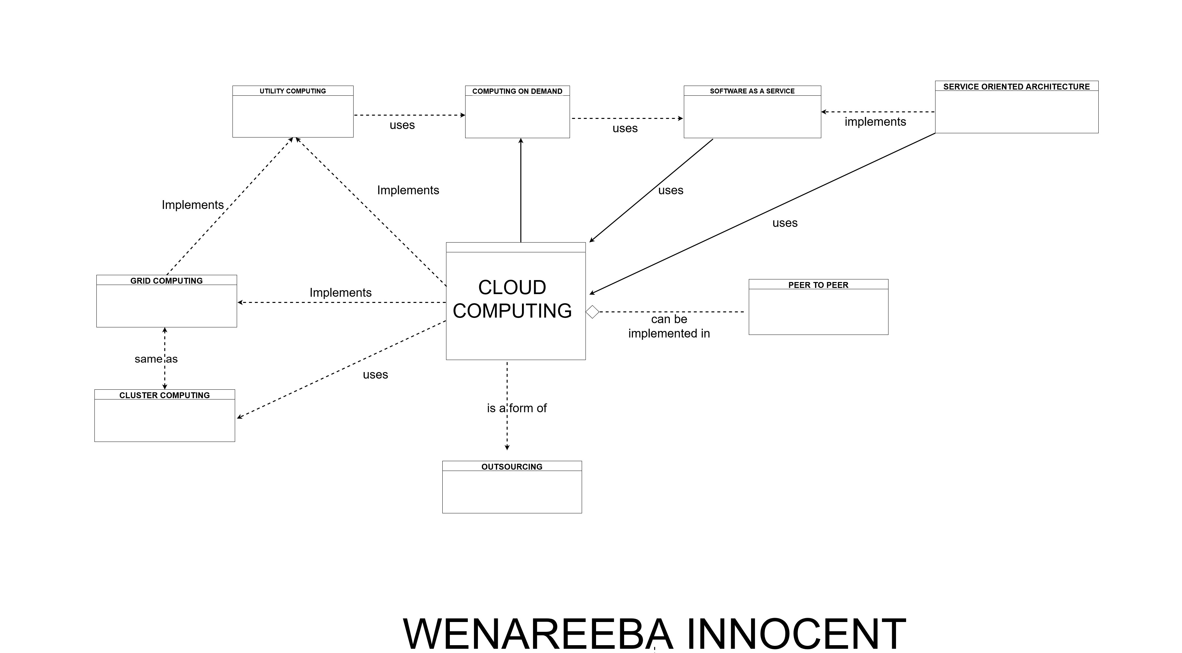 UTILITY COMPUTING
COMPUTING ON DEMAND
SOFTWARE AS A SERVICE
SERVICE ORIENTED ARCHITECTURE
uses
uses
implements
Implements
Implements
uses
uses
GRID COMPUTING
Implements
CLOUD
COMPUTING
PEER TO PEER
can be
implemented in
same as
uses
CLUSTER COMPUTING
is a form of
OUTSOURCING
WENAREEBA INNOCENT